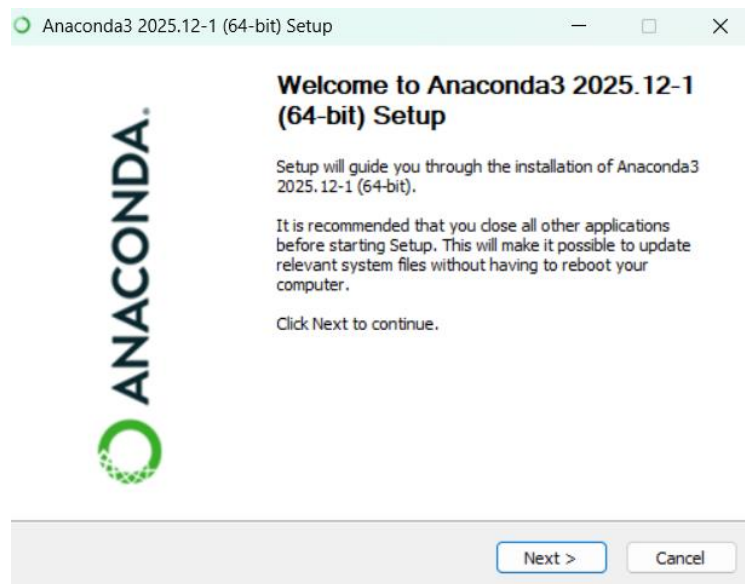 Anaconda3 2025.12-1 (64-bit) Setup
ANACONDA.
Welcome to Anaconda3 2025.12-1
(64-bit) Setup
Setup will guide you through the installation of Anaconda3
2025.12-1 (64-bit).
It is recommended that you close all other applications
before starting Setup. This will make it possible to update
relevant system files without having to reboot your
computer.
Click Next to continue.
Next >
Cancel